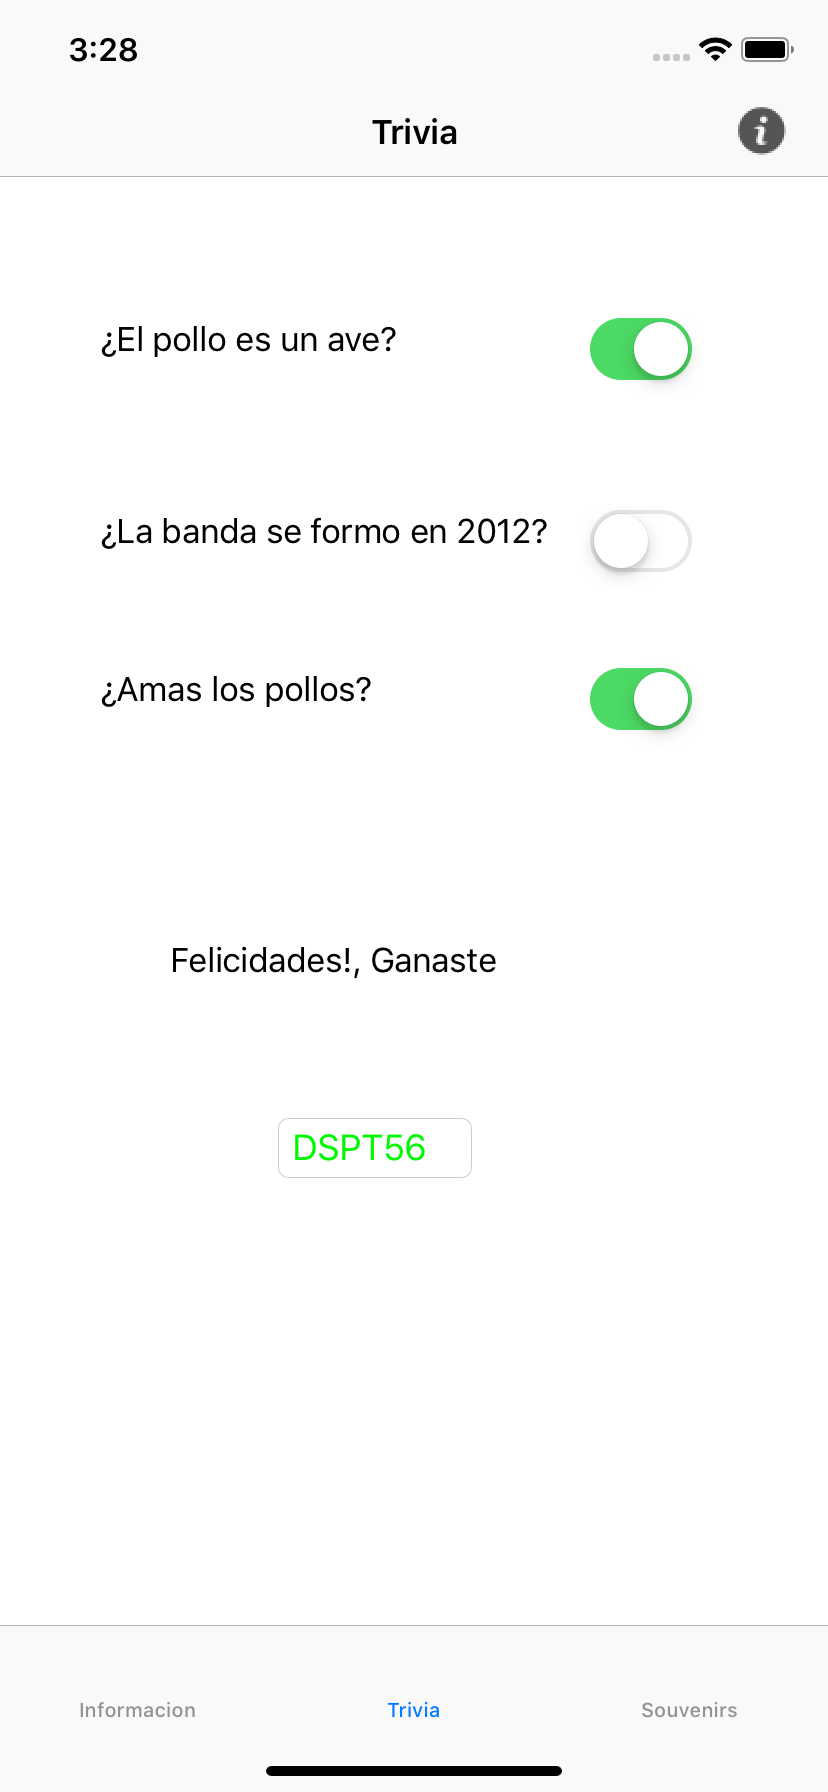 3:28
Trivia
¿El pollo es un ave?
¿La banda se formo en 2012?
¿Amas los pollos?
Felicidades!, Ganaste
DSPT56
Informacion
Trivia
Souvenirs